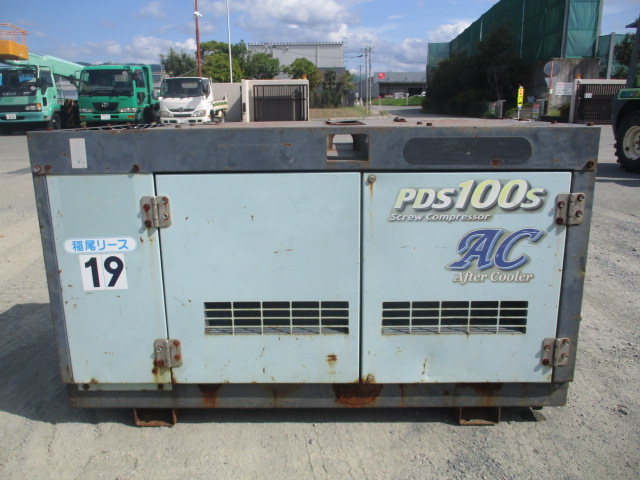 PDS100s
Screw Compressor
AC
After Cooler
稲尾リース
19